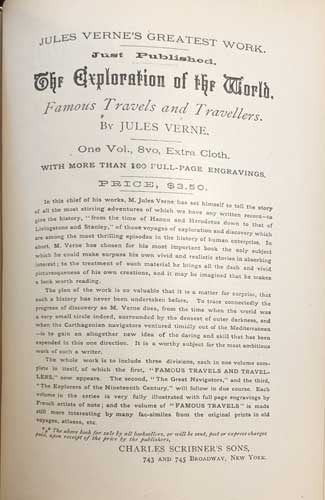 JULES VERNE'S GREATEST WORK.
Just Published.
The Exploration of the World.
Famous Travels and Travellers.
By JULES VERNE.
One Vol., 8vo, Extra Cloth.
WITH MORE THAN 100 FULL-PAGE ENGRAVINGS.
PRICE, $3.50.
In this chief of his works, M. Jules Verne has set himself to tell the story
of all the most stirring adventures of which we have any written record—to
give the history, "from the time of Hanno and Herodotus down to that of
Livingstone and Stanley," of those voyages of exploration and discovery which
are among the most thrilling episodes in the history of human enterprise. In
short, M. Verne has chosen for his most important book the only subject
which he could make surpass his own vivid and realistic stories in absorbing
interest; to the treatment of such material he brings all the dash and vivid
picturesqueness of his own creations, and it may be imagined that he makes
a book worth reading.
The plan of the work is so valuable that it is a matter for surprise, that
such a history has never been undertaken before. To trace connectedly the
progress of discovery as M. Verne does, from the time when the world was
a very small circle indeed, surrounded by the densest of outer darkness, and
when the Carthagenian navigators ventured timidly out of the Mediterranean
—is to gain an altogether new idea of the daring and skill that has been
expended in this one direction. It is a worthy subject for the most ambitious
work of such a writer.
The whole work is to include three divisions, each in one volume com-
plete in itself, of which the first, "FAMOUS TRAVELS AND TRAVEL-
LERS," now appears. The second, "The Great Navigators," and the third,
"The Explorers of the Nineteenth Century," will follow in due course. Each
volume in the series is very fully illustrated with full page engravings by
French artists of note; and the volume of "FAMOUS TRAVELS" is made
still more interesting by many fac-similes from the original prints in old
voyages, atlases, etc.
*** The above book for sale by all booksellers, or will be sent, post or express charges
paid, upon receipt of the price by the publishers,
CHARLES SCRIBNER'S SONS,
743 AND 745 BROADWAY, NEW YORK.